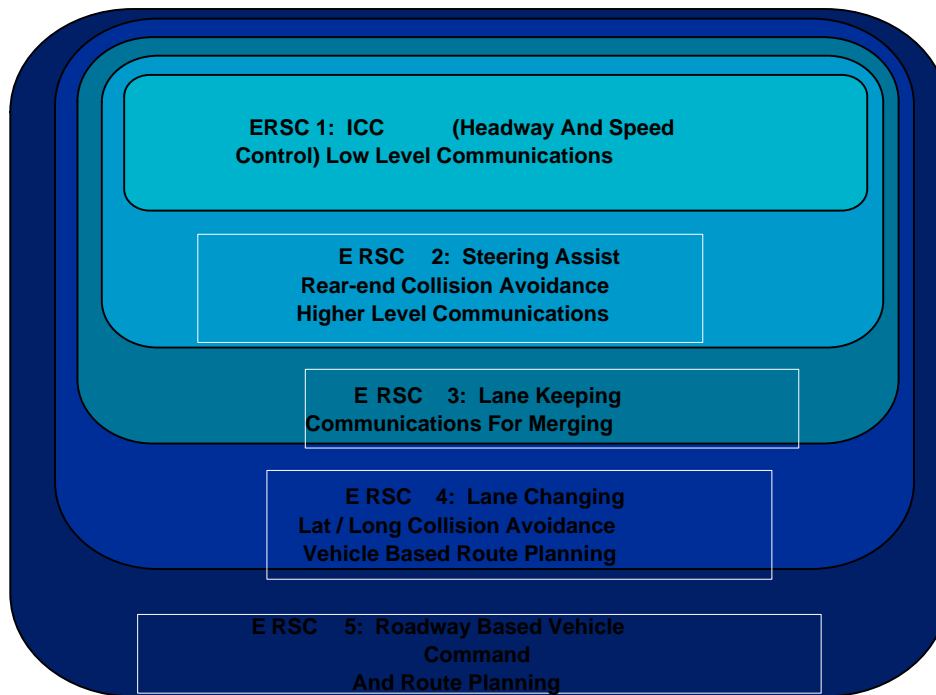 ERSC 1: ICC (Headway And Speed
Control) Low Level Communications
E RSC 2: Steering Assist
Rear-end Collision Avoidance
Higher Level Communications
E RSC 3: Lane Keeping
Communications For Merging
E RSC 4: Lane Changing
Lat / Long Collision Avoidance
Vehicle Based Route Planning
E RSC 5: Roadway Based Vehicle
Command
And Route Planning